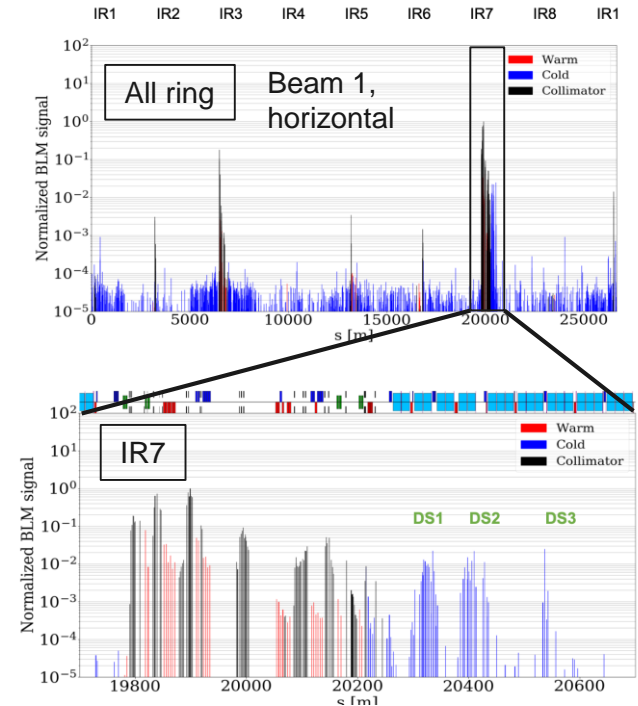 IR1 IR2 IR3 IR4 IR5 IR6 IR7 IR8 IR1
10^2
10^1
10^0
10^-1
10^-2
10^-3
10^-4
10^-5
Normalized BLM signal
All ring
Beam 1,
horizontal
Warm
Cold
Collimator
0 5000 10000 15000 20000 25000
s [m]
10^2
10^1
10^0
10^-1
10^-2
10^-3
10^-4
10^-5
Normalized BLM signal
IR7
Warm
Cold
Collimator
DS1 DS2 DS3
19800 20000 20200 20400 20600
s [m]